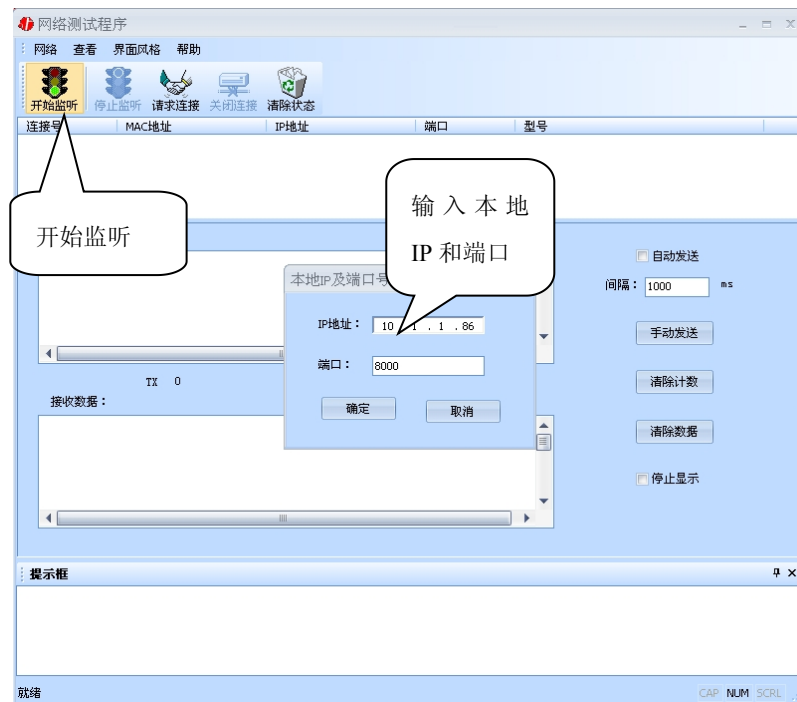 网络测试程序
网络 查看 界面风格 帮助
开始监听 停止监听 请求连接 关闭连接 清除状态
连接号 MAC地址 IP地址 端口 型号
开始监听
输入本地
IP 和端口
自动发送
本地IP及端口号
间隔： 1000 ms
IP地址： 10 . 1 . 1 . 86
手动发送
端口： 8000
TX 0
清除计数
接收数据：
确定 取消
清除数据
停止显示
提示框
就绪
CAP NUM SCRL